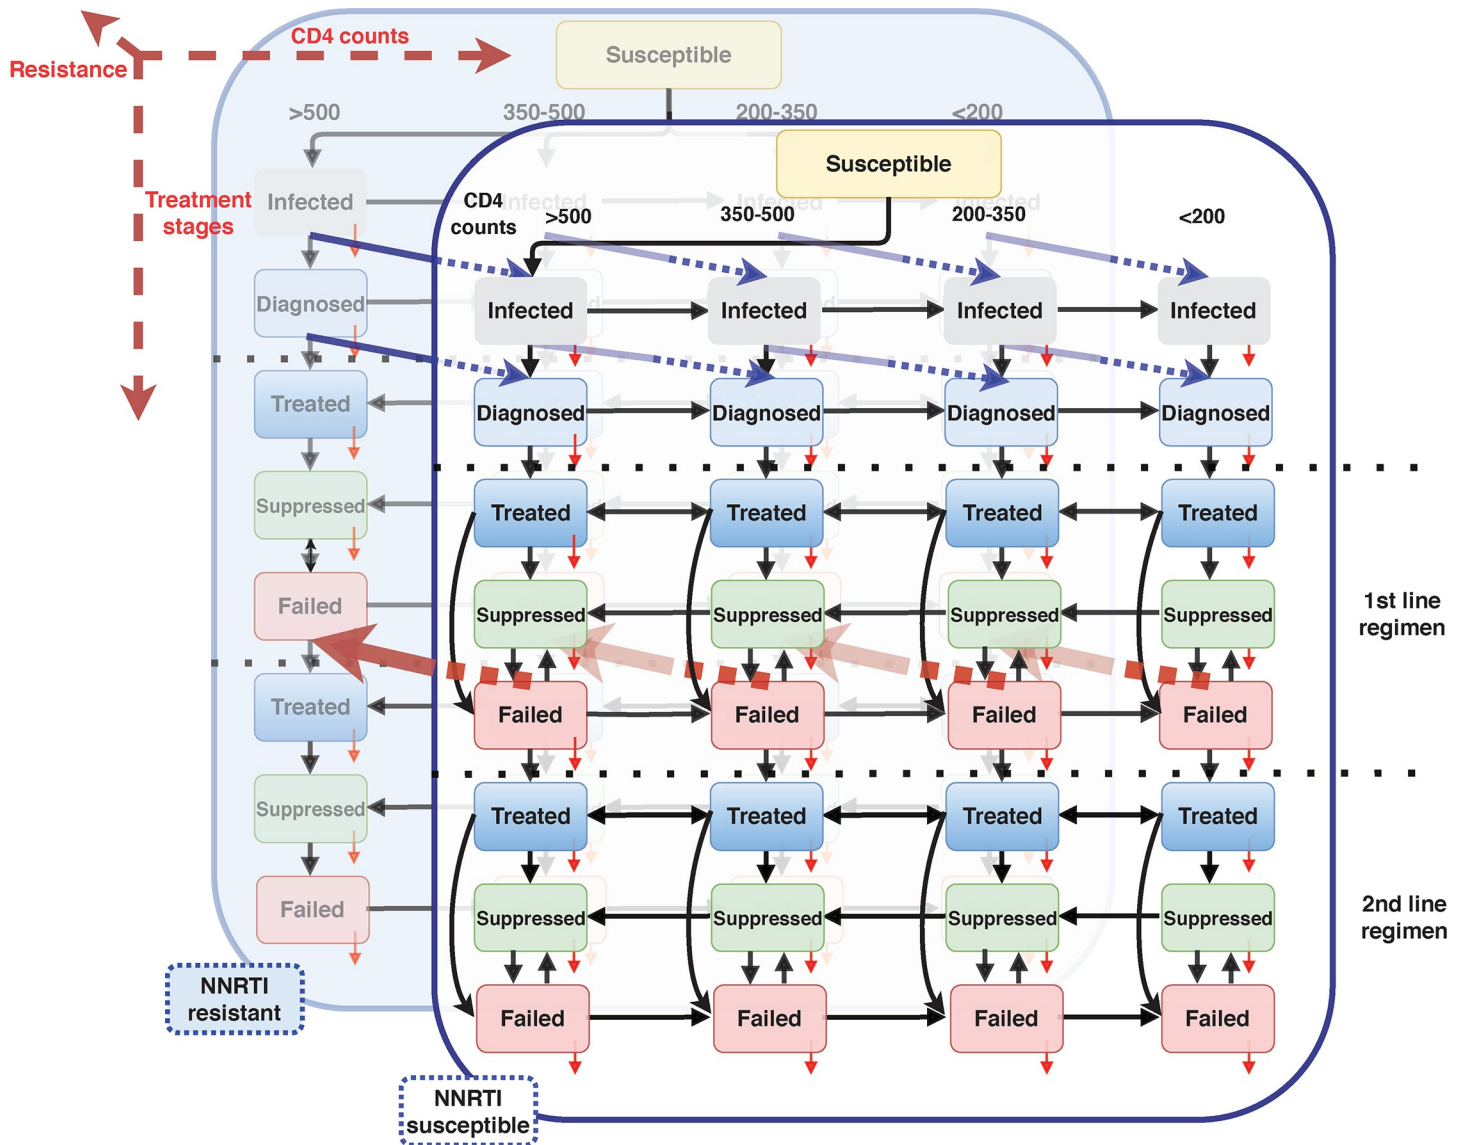 CD4 counts
Susceptible
Resistance
>500
350-500
200-350
<200
Susceptible
Treatment
stages
Infected
Infected
Infected
Infected
CD4
counts
>500
350-500
200-350
<200
Diagnosed
Infected
Infected
Infected
Infected
Treated
Diagnosed
Diagnosed
Diagnosed
Diagnosed
Suppressed
Treated
Treated
Treated
Treated
Failed
Suppressed
Suppressed
Suppressed
Suppressed
1st line
regimen
Treated
Failed
Failed
Failed
Failed
Suppressed
Treated
Treated
Treated
Treated
Failed
Suppressed
Suppressed
Suppressed
Suppressed
2nd line
regimen
NNRTI
resistant
Failed
Failed
Failed
Failed
NNRTI
susceptible